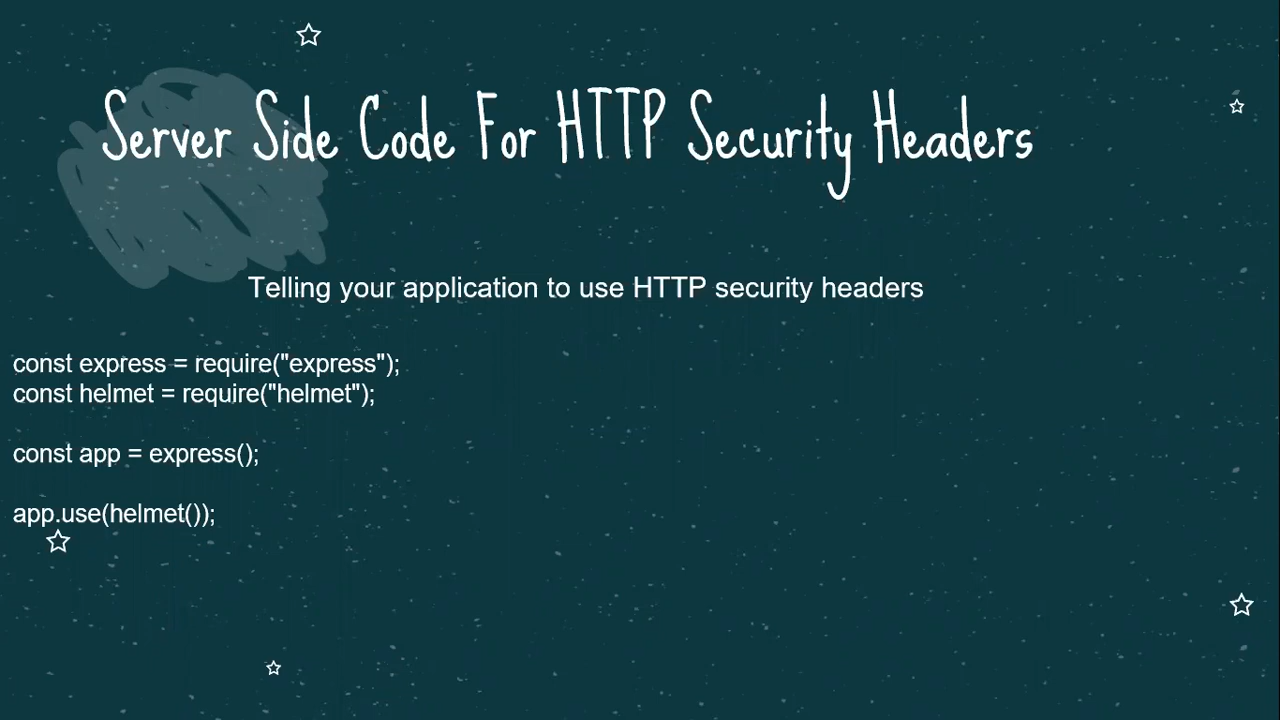 Server Side Code For HTTP Security Headers
Telling your application to use HTTP security headers
const express = require("express");
const helmet = require("helmet");
const app = express();
app.use(helmet());